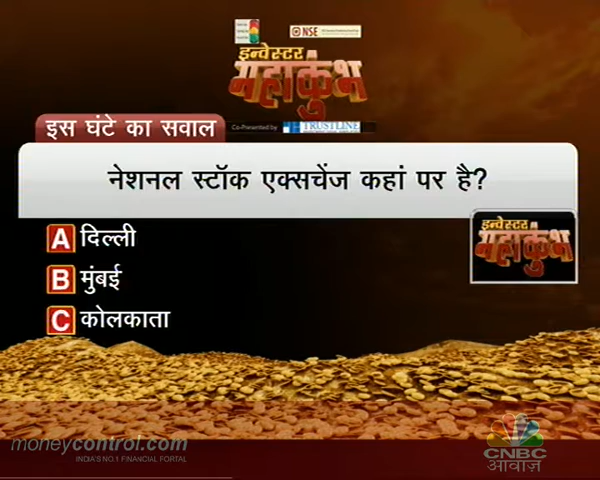 NSE
इन्वेस्टर
महाकुंभ
Co-Presented by TRUSTLINE
इस घंटे का सवाल
नेशनल स्टॉक एक्सचेंज कहां पर है?
इन्वेस्टर
महाकुंभ
A दिल्ली
B मुंबई
C कोलकाता
moneycontrol.com
INDIA'S NO.1 FINANCIAL PORTAL
CNBC
आवाज़